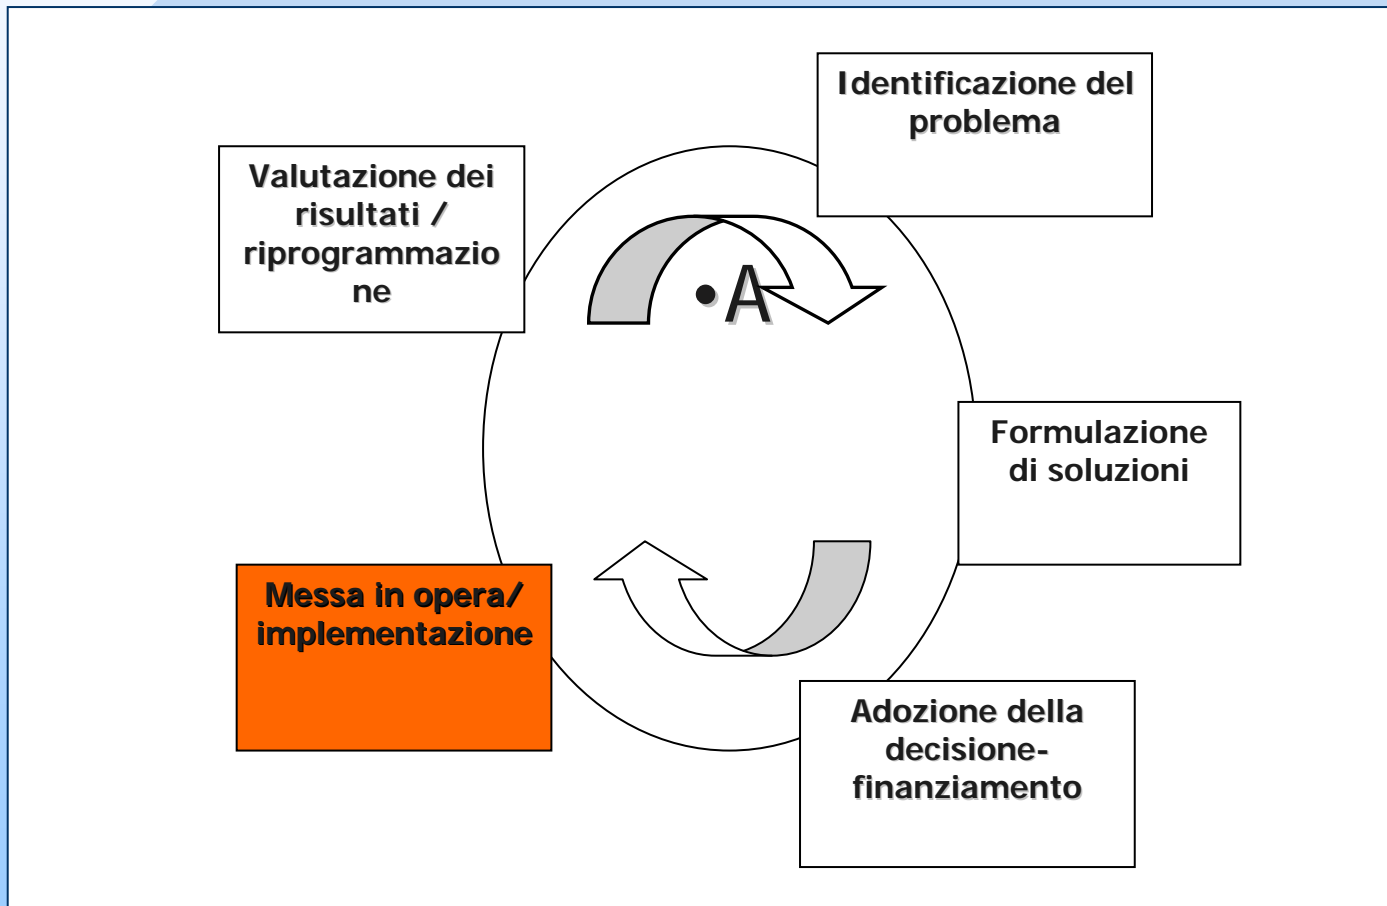 Identificazione del
problema
Valutazione dei
risultati /
riprogrammazio
ne
•A
Formulazione
di soluzioni
Messa in opera/
implementazione
Adozione della
decisione-
finanziamento